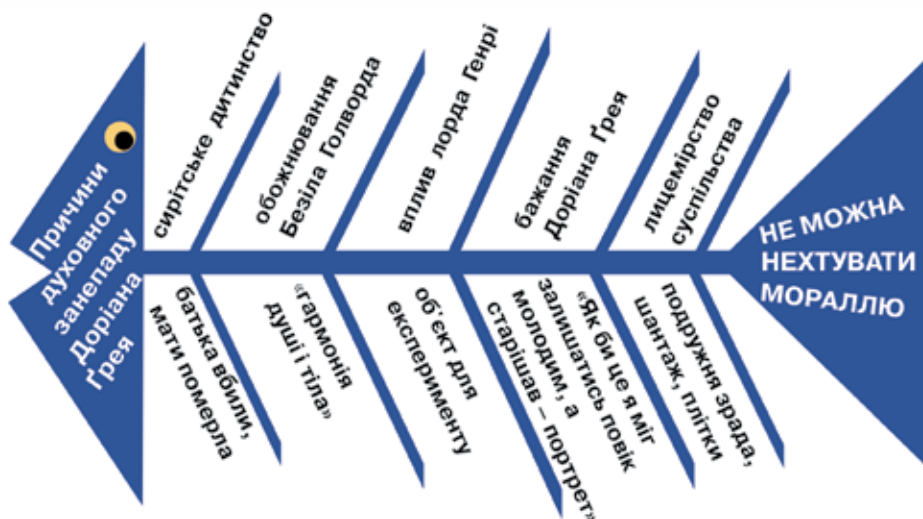 Причини
духовного
занепаду
Доріана
Ґрея
сирітське дитинство
обожнювання
Безіла Голворда
вплив лорда Генрі
бажання
Доріана Ґрея
лицемірство
суспільства
батька вбили,
мати померла
«гармонія
душі і тіла»
об'єкт для
експерименту
«Як би це я міг
залишатись повік
молодим, а
старішав – портрет»
подружня зрада,
шантаж, плітки
НЕ МОЖНА
НЕХТУВАТИ
МОРАЛЛЮ